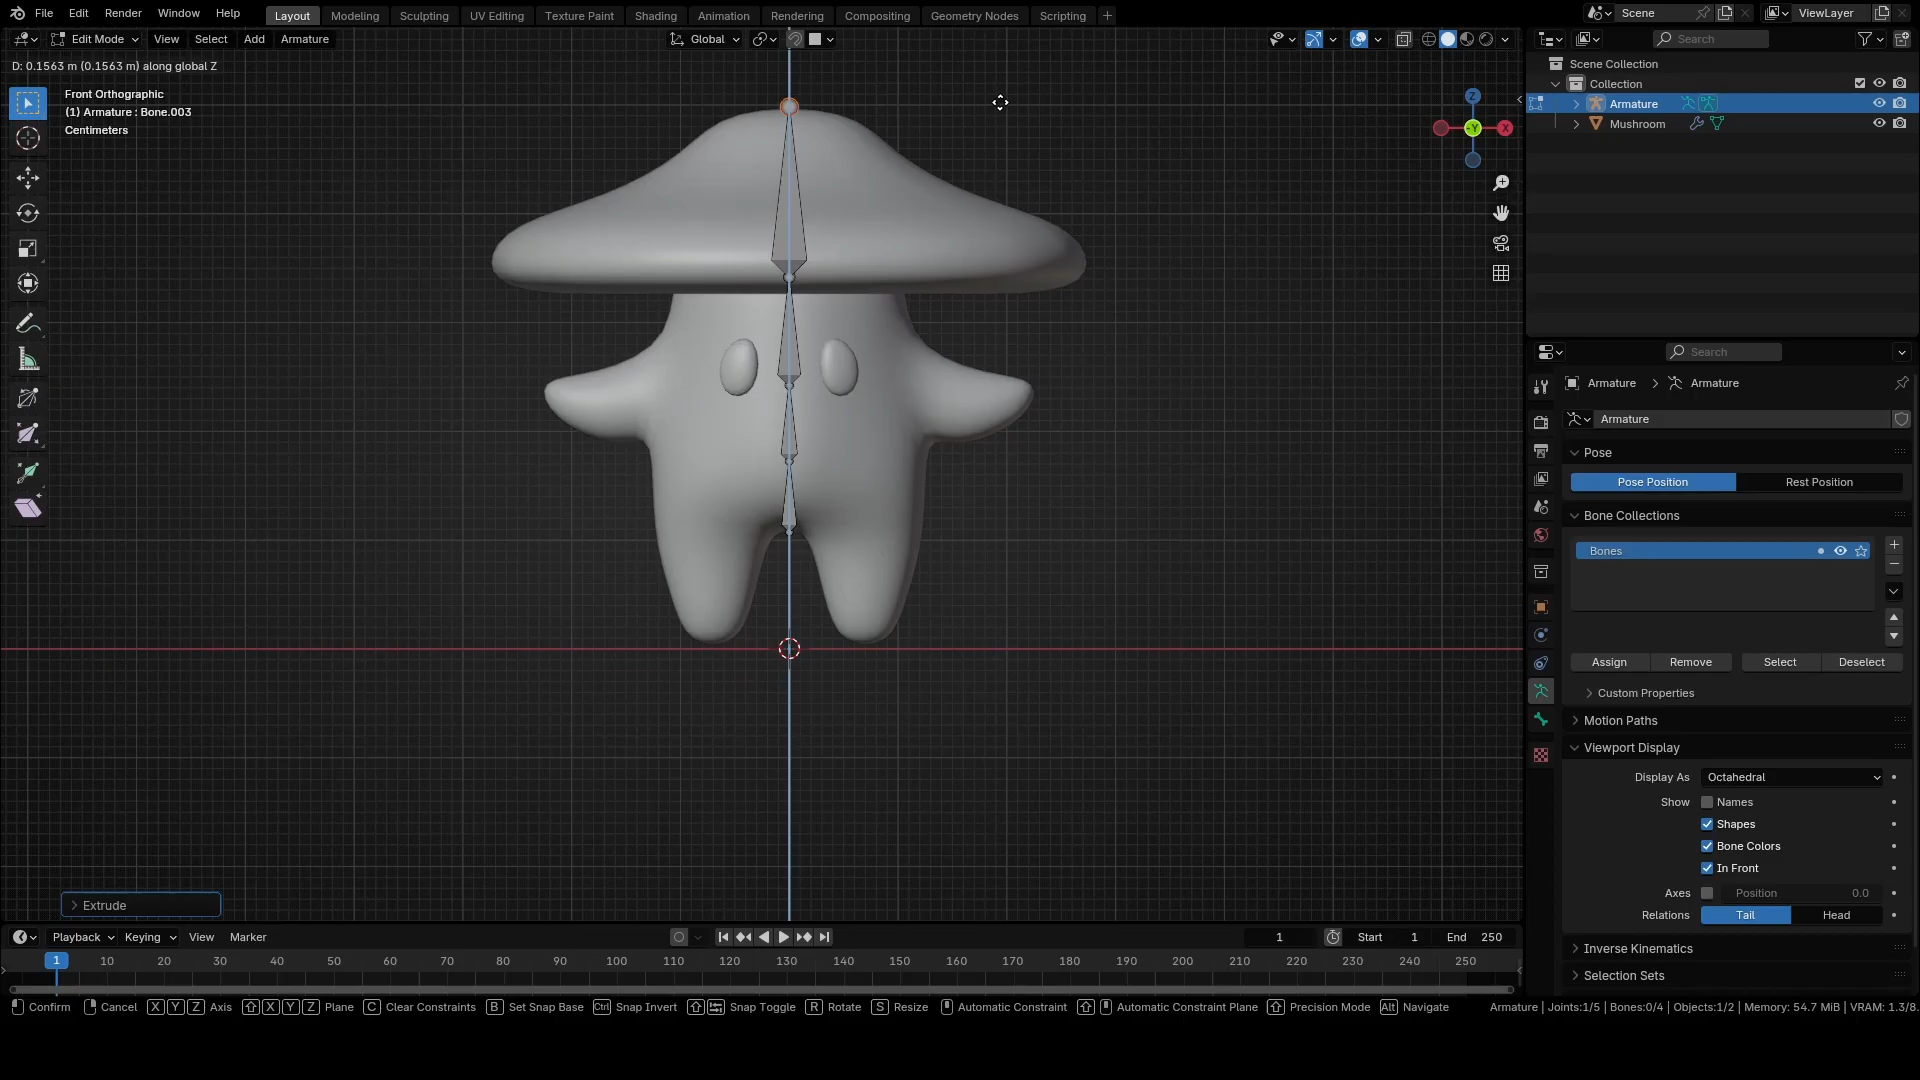 File Edit Render Window Help Layout Modeling Sculpting UV Editing Texture Paint Shading Animation Rendering Compositing Geometry Nodes Scripting + Scene ViewLayer
Edit Mode View Select Add Armature Global Search
D: 0.1563 m (0.1563 m) along global Z
Scene Collection
Collection
Armature
Mushroom
Front Orthographic
(1) Armature : Bone.003
Centimeters
Z
-Y
X
Search
Armature > Armature
Armature
Pose
Pose Position Rest Position
Bone Collections
Bones
Assign Remove Select Deselect
Custom Properties
Motion Paths
Viewport Display
Display As Octahedral
Show Names
Shapes
Bone Colors
In Front
Axes Position 0.0
Relations Tail Head
Inverse Kinematics
Selection Sets
Extrude
Playback Keying View Marker 1 Start 1 End 250
1 10 20 30 40 50 60 70 80 90 100 110 120 130 140 150 160 170 180 190 200 210 220 230 240 250
Confirm Cancel X Y Z Axis X Y Z Plane C Clear Constraints B Set Snap Base Ctrl Snap Invert Snap Toggle R Rotate S Resize Automatic Constraint Automatic Constraint Plane Precision Mode Alt Navigate Armature | Joints:1/5 | Bones:0/4 | Objects:1/2 | Memory: 54.7 MiB | VRAM: 1.3/8.